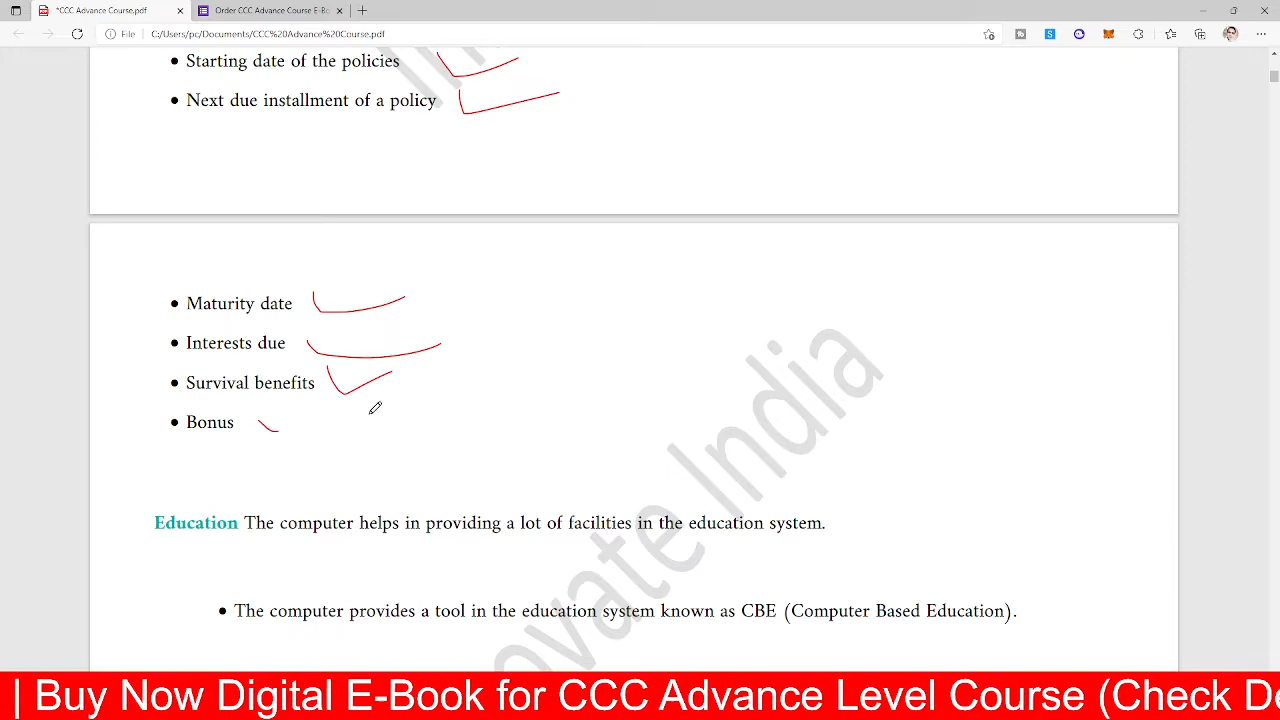 *CCC Advance Course.pdf
Order CCC Advance Course E-Bo
File
C:/Users/pc/Documents/CCC%20Advance%20Course.pdf
• Starting date of the policies
• Next due installment of a policy
• Maturity date
• Interests due
• Survival benefits
• Bonus
Education The computer helps in providing a lot of facilities in the education system.
• The computer provides a tool in the education system known as CBE (Computer Based Education).
ovate India
| Buy Now Digital E-Book for CCC Advance Level Course (Check De